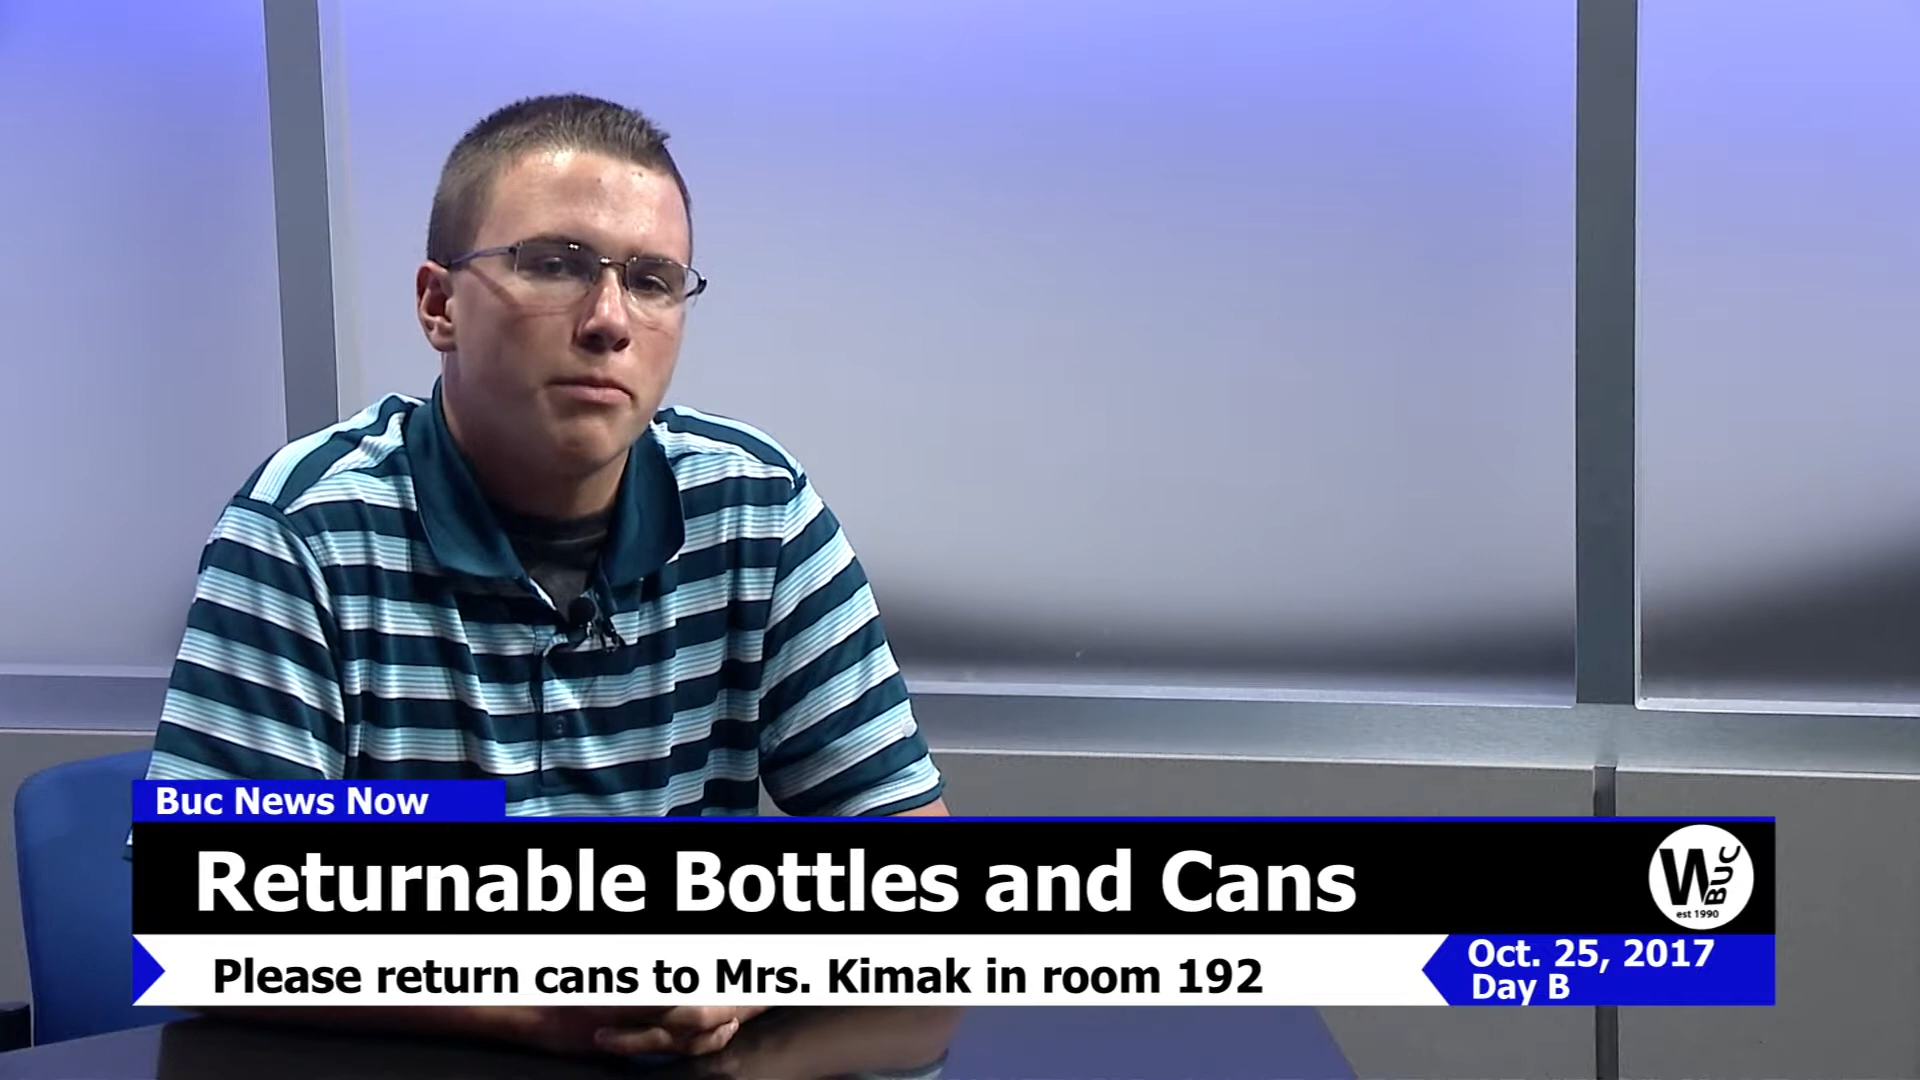 Buc News Now
Returnable Bottles and Cans
W BUC
est 1990
Please return cans to Mrs. Kimak in room 192
Oct. 25, 2017
Day B